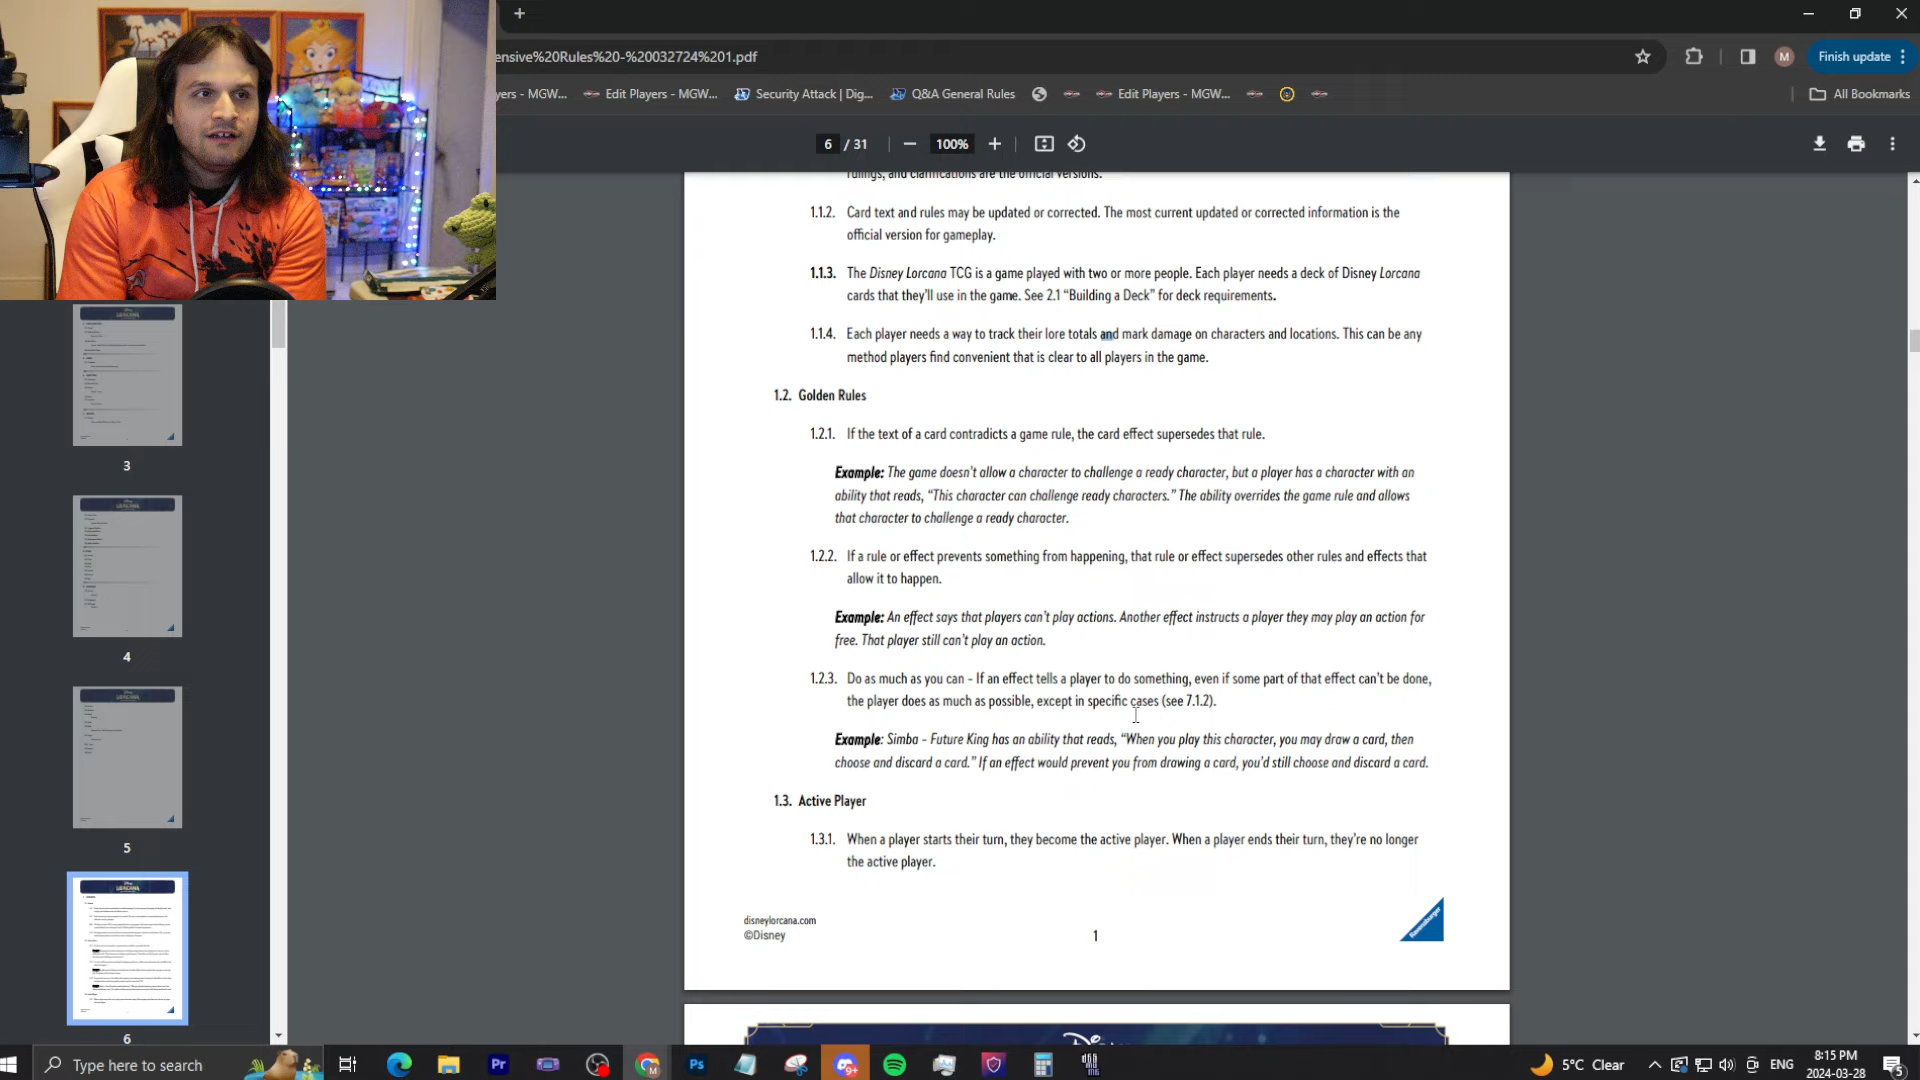 ensive%20Rules%20-%20032724%201.pdf
M
Finish update
yers - MGW...
Edit Players - MGW...
Security Attack | Dig...
Q&A General Rules
Edit Players - MGW...
All Bookmarks
6 / 31
100%
rulings, and clarifications are the official versions.
1.1.2. Card text and rules may be updated or corrected. The most current updated or corrected information is the
official version for gameplay.
1.1.3. The Disney Lorcana TCG is a game played with two or more people. Each player needs a deck of Disney Lorcana
cards that they'll use in the game. See 2.1 “Building a Deck” for deck requirements.
1.1.4. Each player needs a way to track their lore totals and mark damage on characters and locations. This can be any
method players find convenient that is clear to all players in the game.
1.2. Golden Rules
1.2.1. If the text of a card contradicts a game rule, the card effect supersedes that rule.
Example: The game doesn't allow a character to challenge a ready character, but a player has a character with an
ability that reads, “This character can challenge ready characters.” The ability overrides the game rule and allows
that character to challenge a ready character.
1.2.2. If a rule or effect prevents something from happening, that rule or effect supersedes other rules and effects that
allow it to happen.
Example: An effect says that players can't play actions. Another effect instructs a player they may play an action for
free. That player still can't play an action.
1.2.3. Do as much as you can – If an effect tells a player to do something, even if some part of that effect can't be done,
the player does as much as possible, except in specific cases (see 7.1.2).
Example: Simba – Future King has an ability that reads, “When you play this character, you may draw a card, then
choose and discard a card.” If an effect would prevent you from drawing a card, you'd still choose and discard a card.
1.3. Active Player
1.3.1. When a player starts their turn, they become the active player. When a player ends their turn, they're no longer
the active player.
disneylorcana.com
©Disney
1
Ravensburger
3
4
5
6
Type here to search
Pr
M
Ps
9+
5°C Clear
ENG
8:15 PM
2024-03-28
5